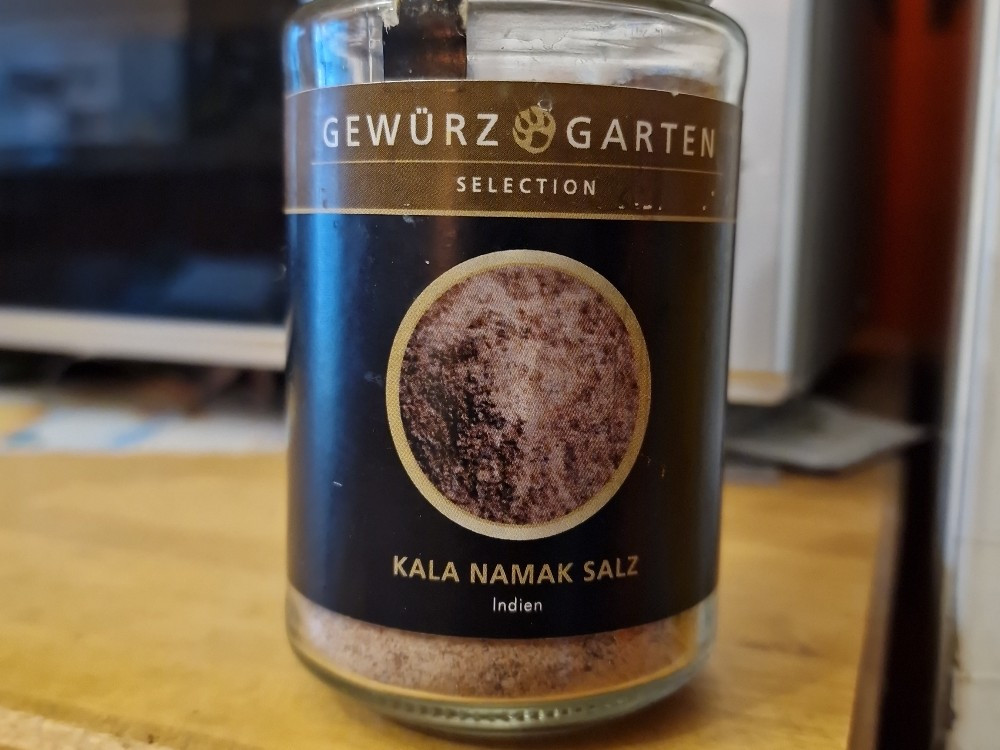 GEWÜRZ GARTEN
SELECTION
KALA NAMAK SALZ
Indien